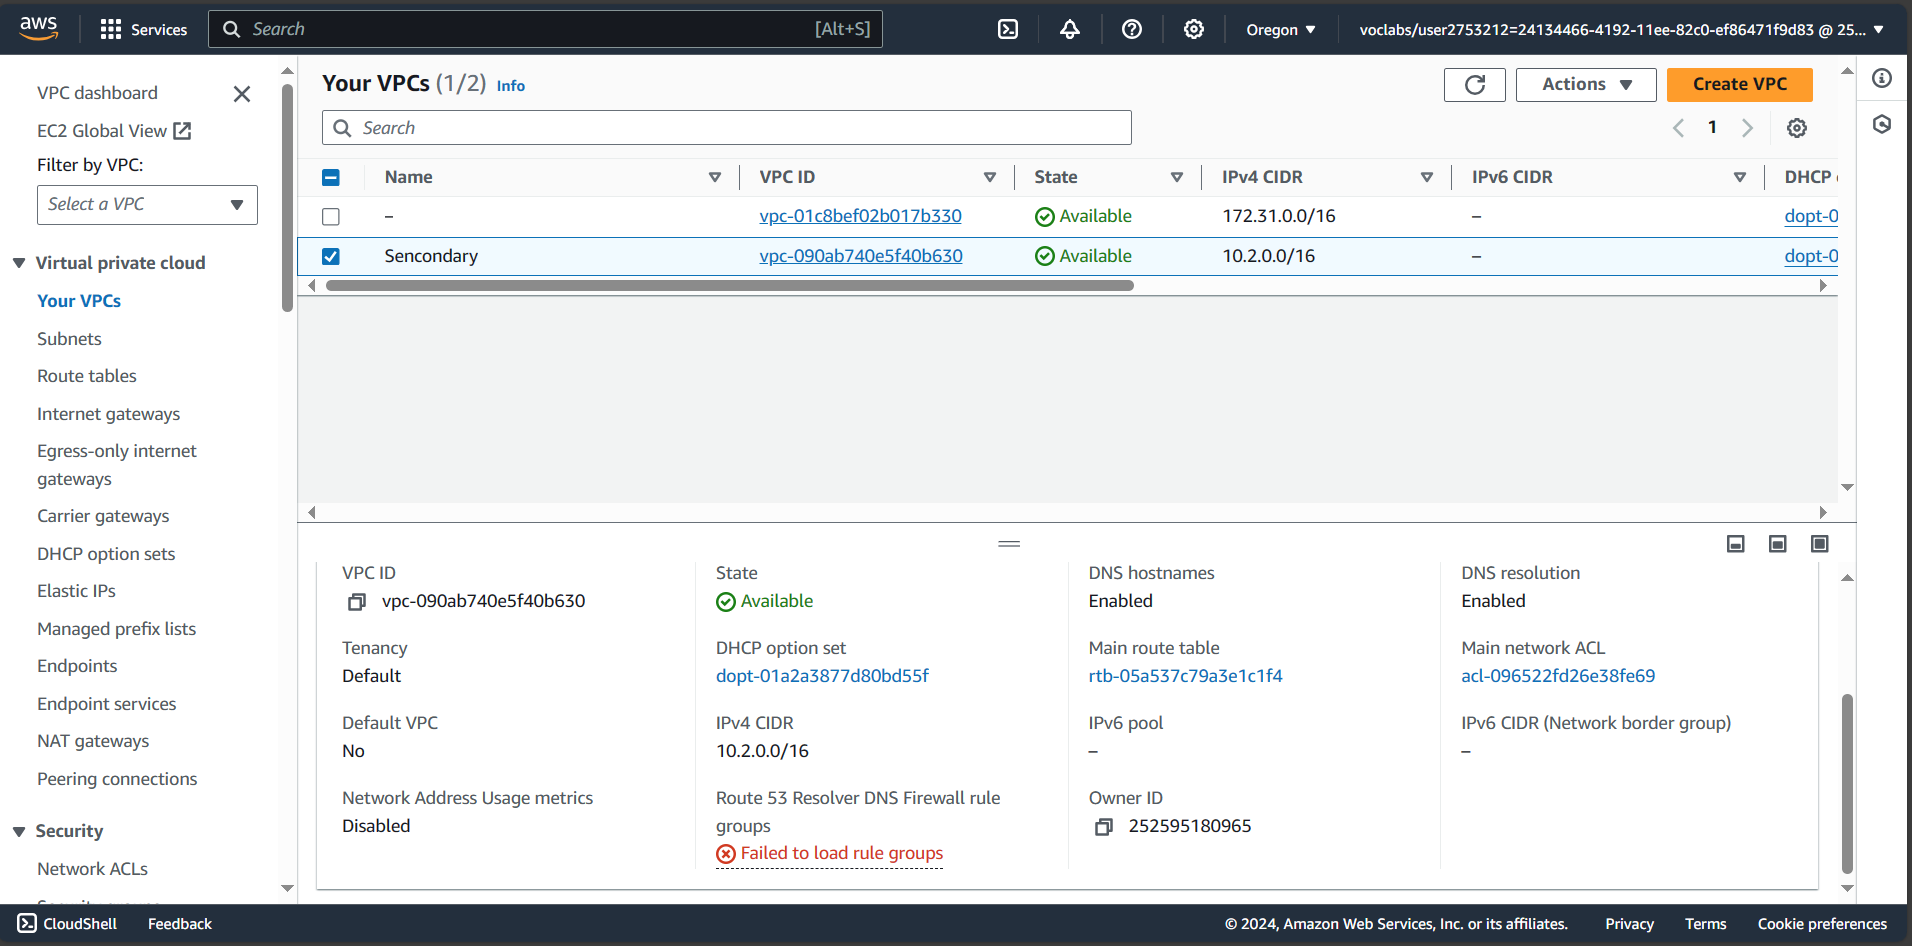 aws
Services
Search
[Alt+S]
Oregon
voclabs/user2753212=24134466-4192-11ee-82c0-ef86471f9d83 @ 25...
VPC dashboard
EC2 Global View
Filter by VPC:
Select a VPC
Virtual private cloud
Your VPCs
Subnets
Route tables
Internet gateways
Egress-only internet
gateways
Carrier gateways
DHCP option sets
Elastic IPs
Managed prefix lists
Endpoints
Endpoint services
NAT gateways
Peering connections
Security
Network ACLs
Your VPCs (1/2) Info
Actions
Create VPC
Search
1
Name VPC ID State IPv4 CIDR IPv6 CIDR DHCP
– vpc-01c8bef02b017b330 Available 172.31.0.0/16 – dopt-0
Sencondary vpc-090ab740e5f40b630 Available 10.2.0.0/16 – dopt-0
VPC ID
vpc-090ab740e5f40b630
State
Available
DNS hostnames
Enabled
DNS resolution
Enabled
Tenancy
Default
DHCP option set
dopt-01a2a3877d80bd55f
Main route table
rtb-05a537c79a3e1c1f4
Main network ACL
acl-096522fd26e38fe69
Default VPC
No
IPv4 CIDR
10.2.0.0/16
IPv6 pool
–
IPv6 CIDR (Network border group)
–
Network Address Usage metrics
Disabled
Route 53 Resolver DNS Firewall rule
groups
Failed to load rule groups
Owner ID
252595180965
CloudShell
Feedback
© 2024, Amazon Web Services, Inc. or its affiliates.
Privacy
Terms
Cookie preferences